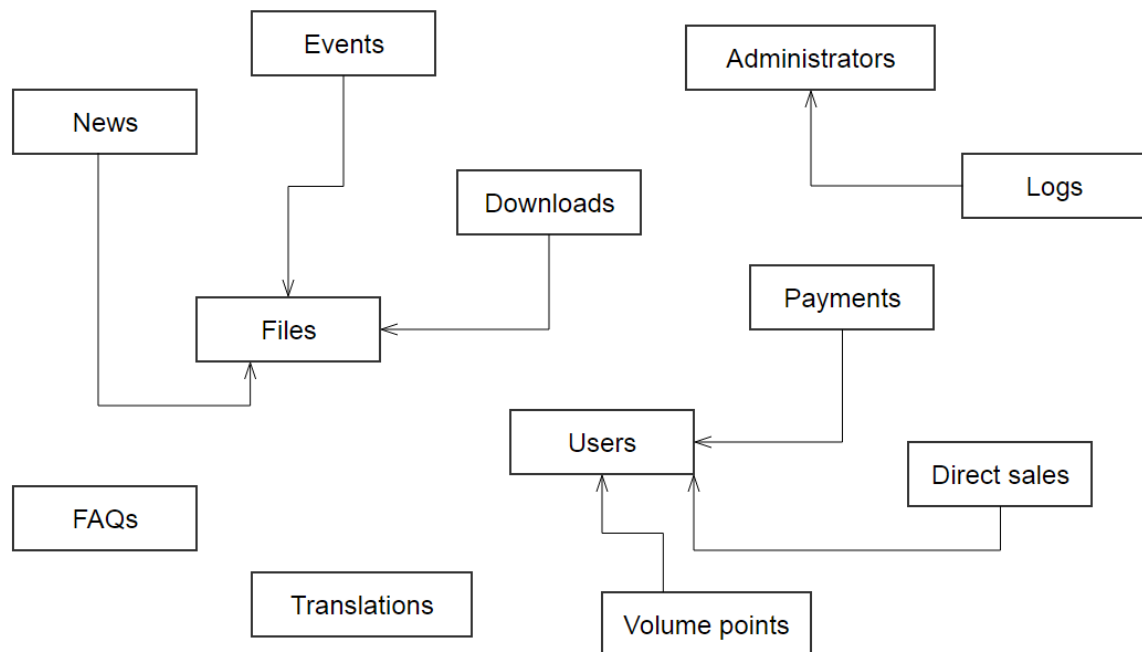 Events
Administrators
News
Downloads
Logs
Payments
Files
Users
Direct sales
FAQs
Translations
Volume points